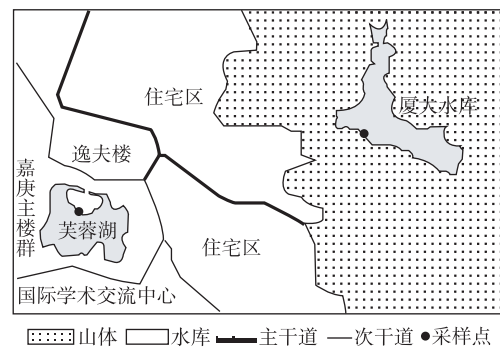 住宅区
厦大水库
逸夫楼
嘉庚主楼群
芙蓉湖
住宅区
国际学术交流中心
山体 水库 主干道 次干道 采样点